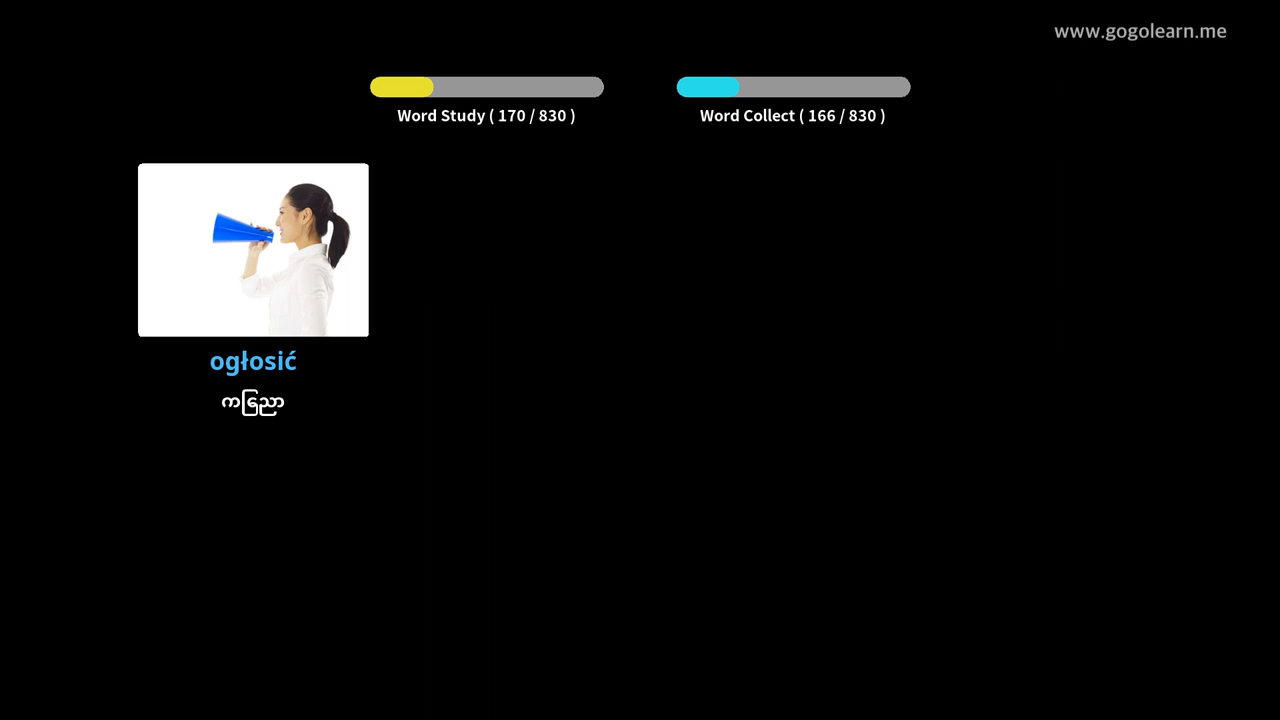 www.gogolearn.me
Word Study ( 170 / 830 )
Word Collect ( 166 / 830 )
ogłosić
ကြေညာ